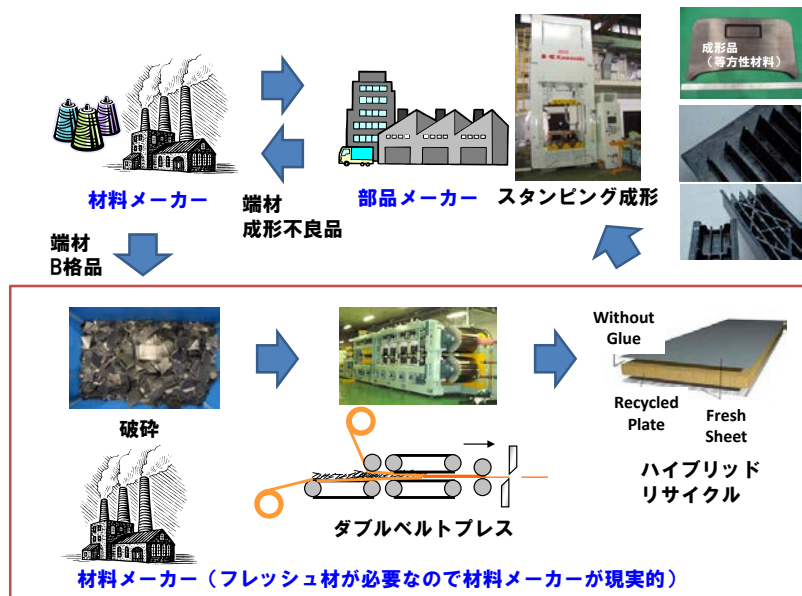 成形品
（等方性材料）
Kawasaki
材料メーカー
端材
成形不良品
部品メーカー
スタンピング成形
端材
B格品
Without
Glue
Recycled
Plate
Fresh
Sheet
破砕
ダブルベルトプレス
ハイブリッド
リサイクル
材料メーカー（フレッシュ材が必要なので材料メーカーが現実的）